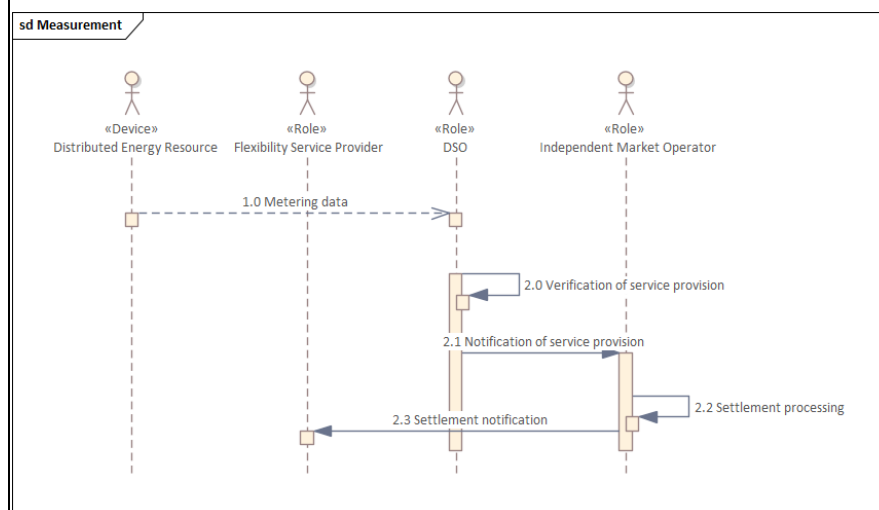 sd Measurement
«Device»
Distributed Energy Resource
«Role»
Flexibility Service Provider
«Role»
DSO
«Role»
Independent Market Operator
1.0 Metering data
2.0 Verification of service provision
2.1 Notification of service provision
2.2 Settlement processing
2.3 Settlement notification